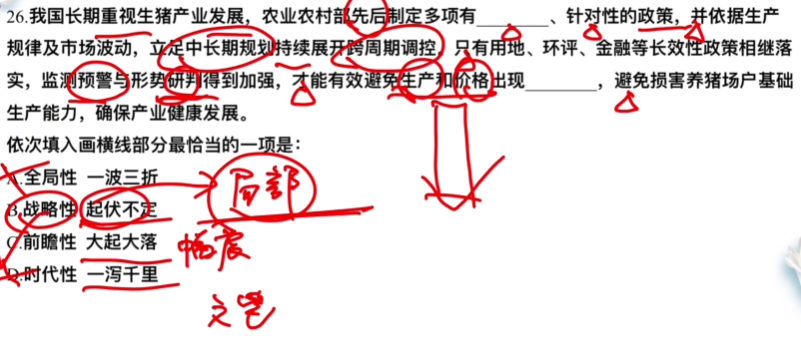 26.我国长期重视生猪产业发展，农业农村部先后制定多项有________、针对性的政策，并依据生产
规律及市场波动，立足中长期规划持续展开跨周期调控，只有用地、环评、金融等长效性政策相继落
实，监测预警与形势研判得到加强，才能有效避免生产和价格出现________，避免损害养猪场户基础
生产能力，确保产业健康发展。
依次填入画横线部分最恰当的一项是：
A.全局性 一波三折
局部
B.战略性 起伏不定
C.前瞻性 大起大落
幅度
D.时代性 一泻千里